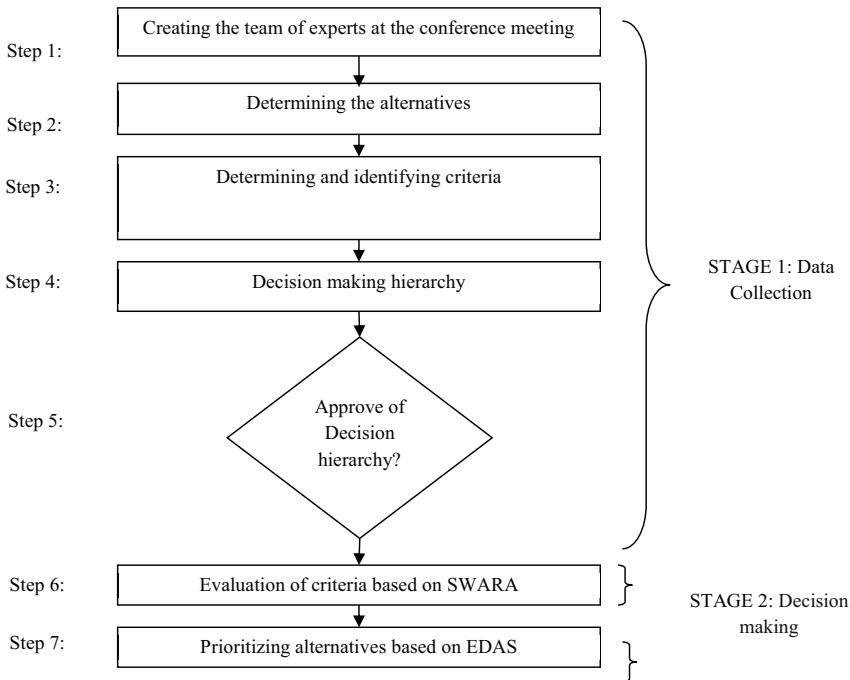 Step 1:
Creating the team of experts at the conference meeting
Step 2:
Determining the alternatives
Step 3:
Determining and identifying criteria
Step 4:
Decision making hierarchy
STAGE 1: Data
Collection
Step 5:
Approve of
Decision
hierarchy?
Step 6:
Evaluation of criteria based on SWARA
STAGE 2: Decision
making
Step 7:
Prioritizing alternatives based on EDAS